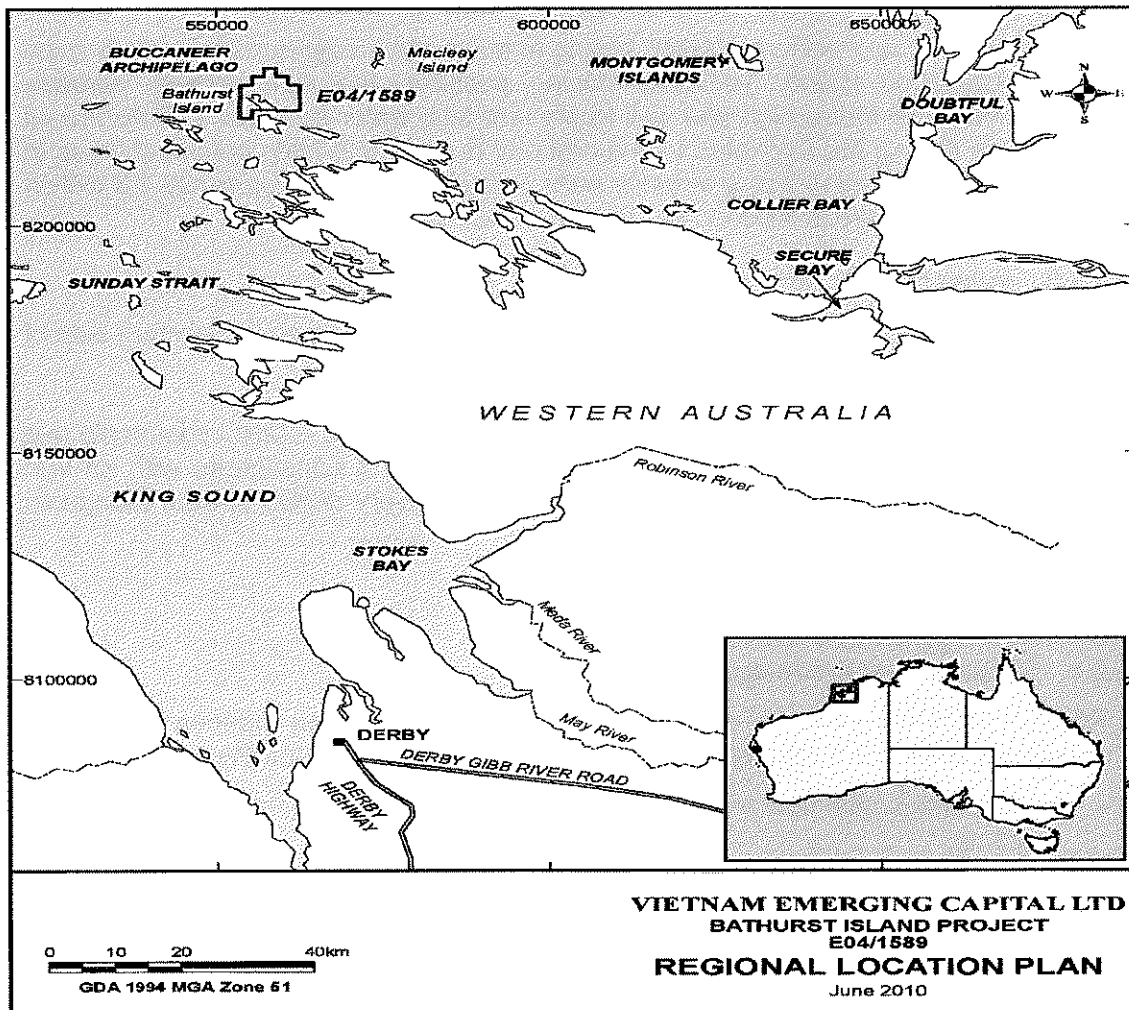 550000
600000
650000
BUCCANEER
ARCHIPELAGO
Macleay
Island
MONTGOMERY
ISLANDS
Bathurst
Island
E04/1589
N
W
E
S
DOUBTFUL
BAY
COLLIER BAY
8200000
SECURE
BAY
SUNDAY STRAIT
WESTERN AUSTRALIA
8150000
Robinson River
KING SOUND
STOKES
BAY
Meda River
8100000
May River
DERBY
DERBY GIBB RIVER ROAD
DERBY
HIGHWAY
VIETNAM EMERGING CAPITAL LTD
BATHURST ISLAND PROJECT
E04/1589
REGIONAL LOCATION PLAN
June 2010
0 10 20 40km
GDA 1994 MGA Zone 51